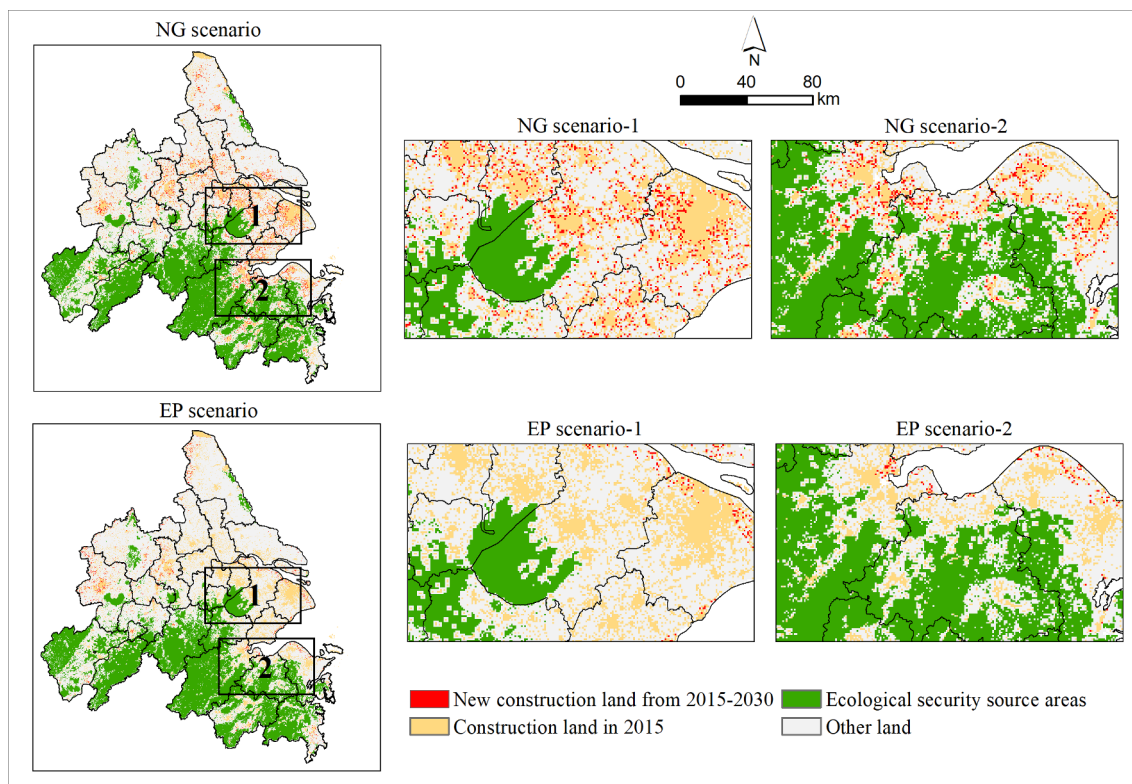 NG scenario
N
0 40 80
km
NG scenario-1
NG scenario-2
1
2
EP scenario
EP scenario-1
EP scenario-2
1
2
New construction land from 2015-2030
Ecological security source areas
Construction land in 2015
Other land